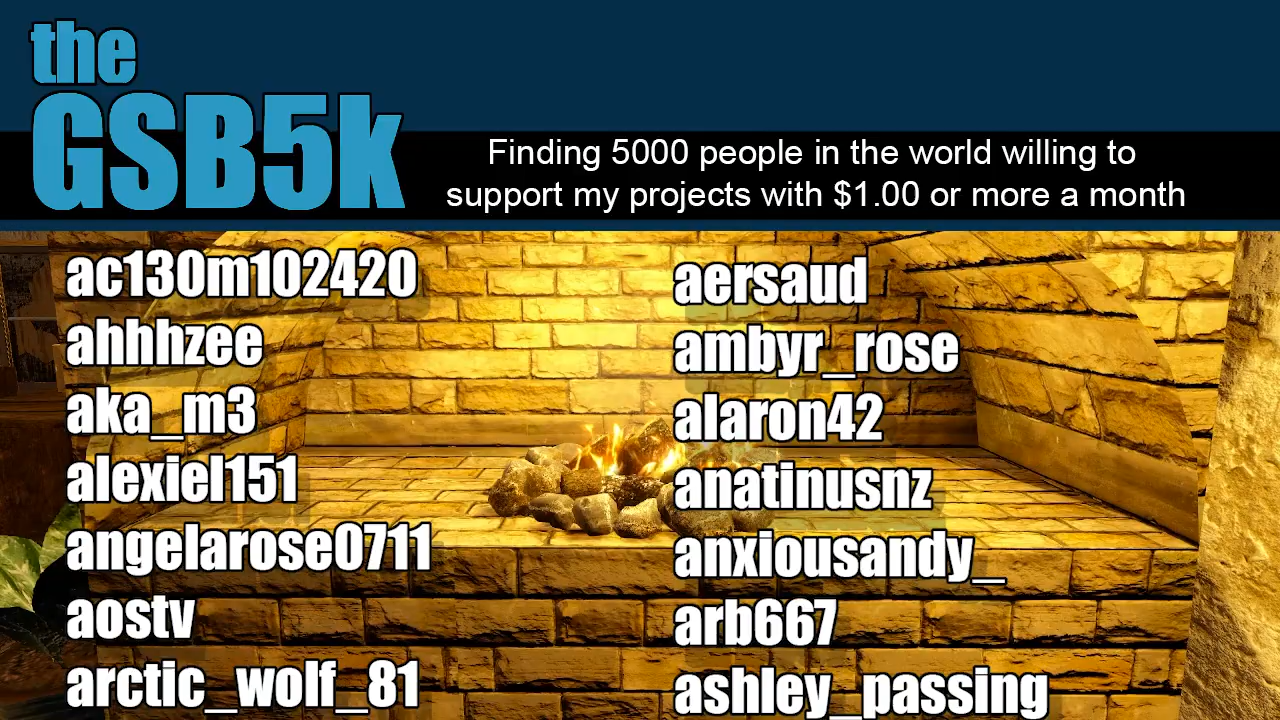 the
GSB5k
Finding 5000 people in the world willing to
support my projects with $1.00 or more a month
ac130m102420
aersaud
ahhhzee
ambyr_rose
aka_m3
alaron42
alexiel151
anatinusnz
angelarose0711
anxiousandy_
aostv
arb667
arctic_wolf_81
ashley_passing